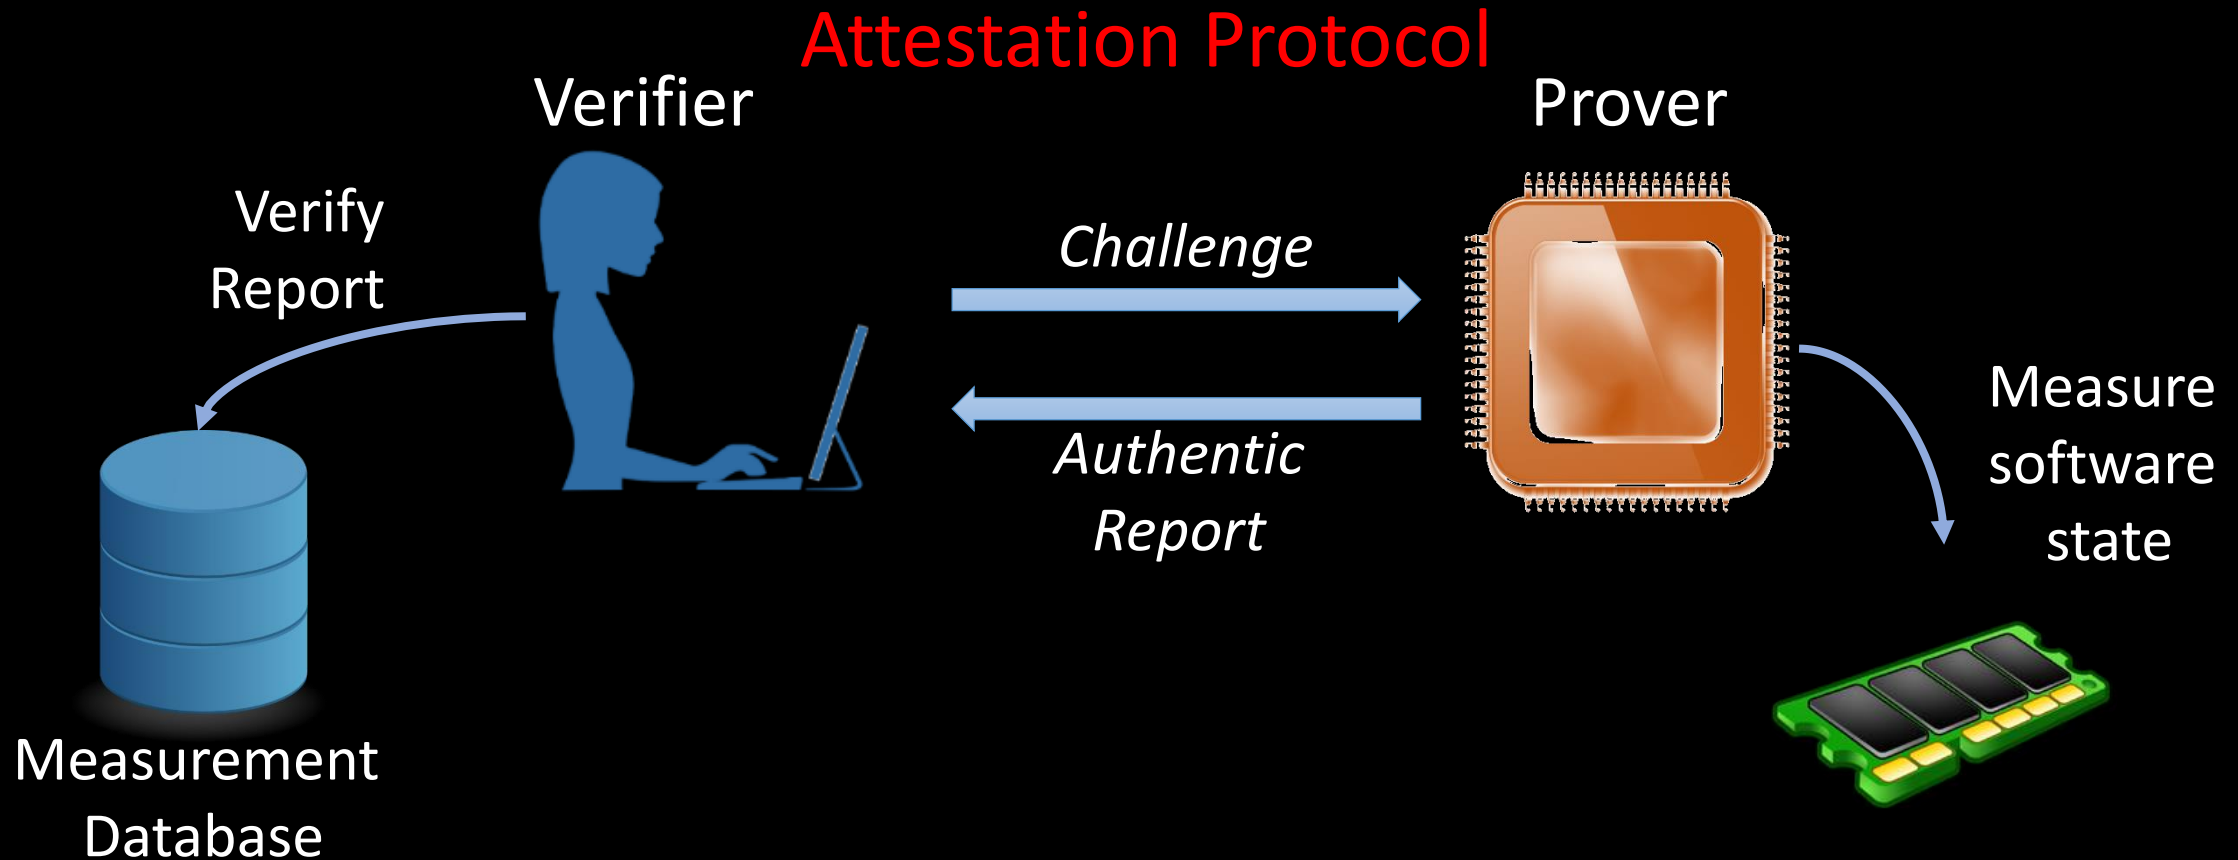 Attestation Protocol
Verifier
Prover
Verify
Report
Challenge
Authentic
Report
Measure
software
state
Measurement
Database